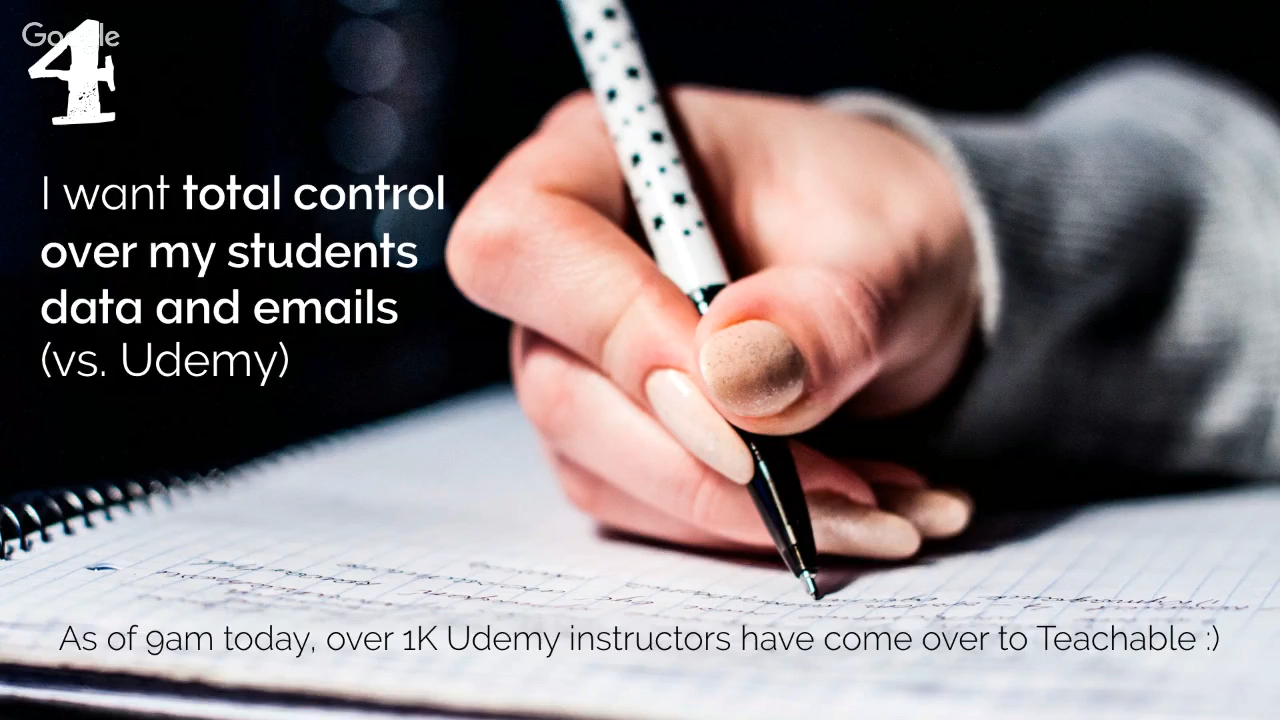 Google
4
I want total control
over my students
data and emails
(vs. Udemy)
As of 9am today, over 1K Udemy instructors have come over to Teachable :)